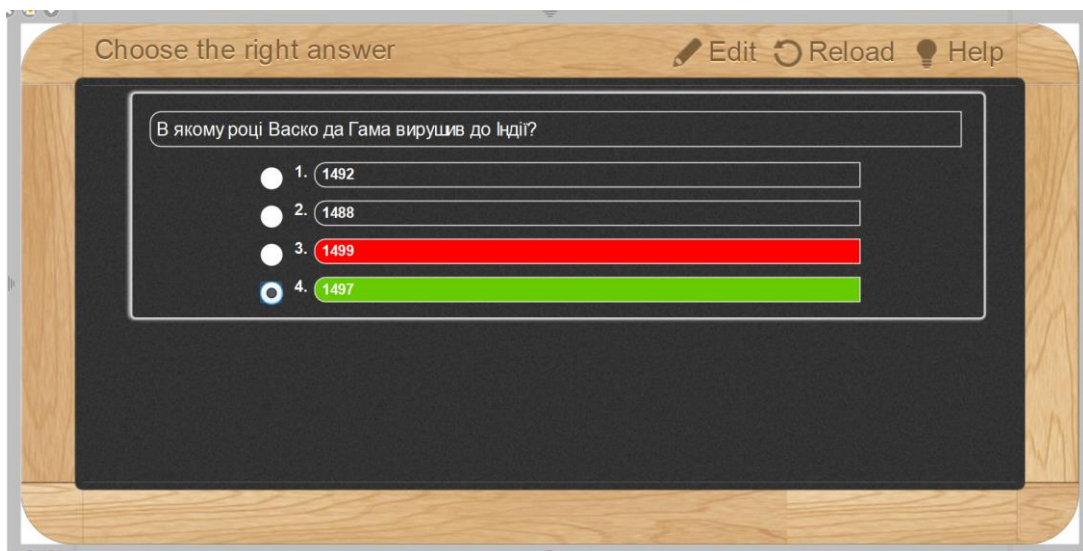 Choose the right answer
Edit Reload Help
В якому році Васко да Гама вирушив до Індії?
1. 1492
2. 1488
3. 1499
4. 1497